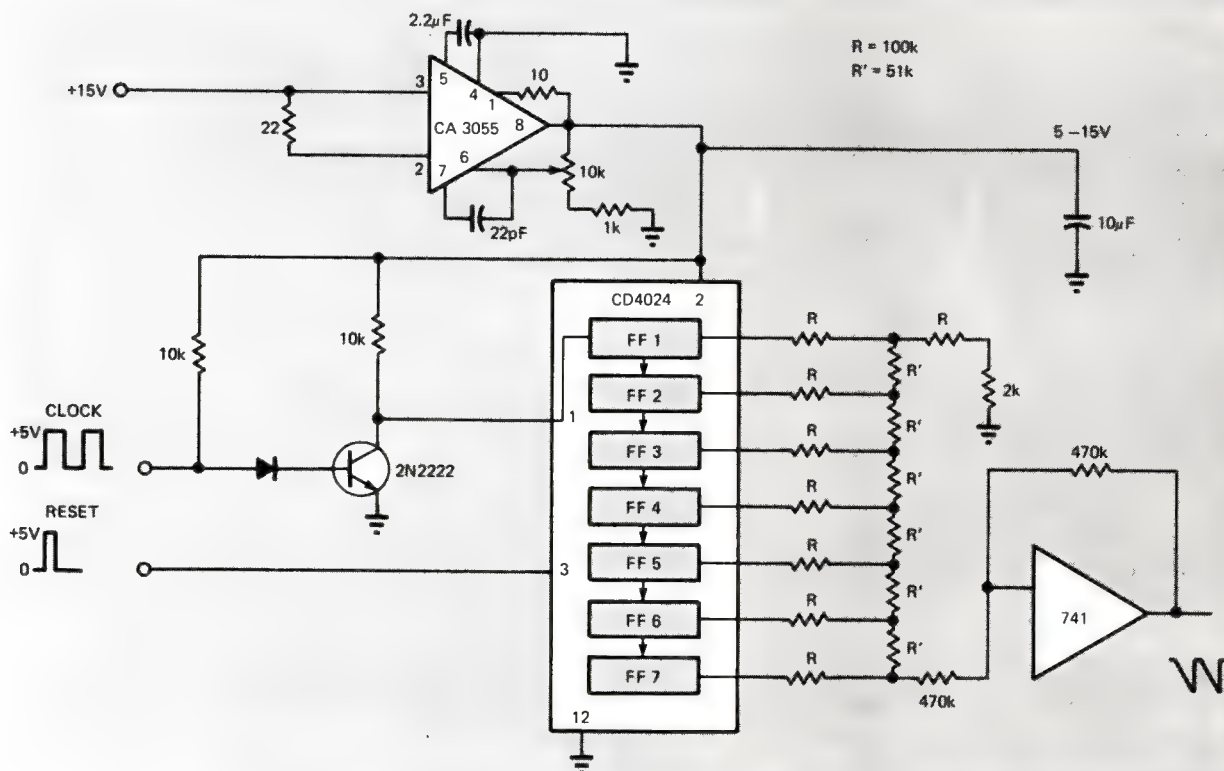 2.2µF
R = 100k
R' = 51k
+15V
3
5
4
1
10
22
CA 3055
8
5 –15V
2
7
6
10k
22pF
1k
10µF
CD4024
2
10k
10k
FF 1
R
R
R'
FF 2
R
R'
2k
CLOCK
+5V
0
1
2N2222
FF 3
R
R'
470k
FF 4
R
R'
RESET
+5V
0
3
FF 5
R
R'
FF 6
R
R'
741
FF 7
R
470k
12